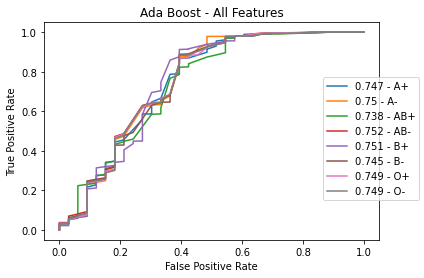 Ada Boost - All Features
True Positive Rate
1.0
0.8
0.6
0.4
0.2
0.0
0.747 - A+
0.75 - A-
0.738 - AB+
0.752 - AB-
0.751 - B+
0.745 - B-
0.749 - O+
0.749 - O-
0.0 0.2 0.4 0.6 0.8 1.0
False Positive Rate